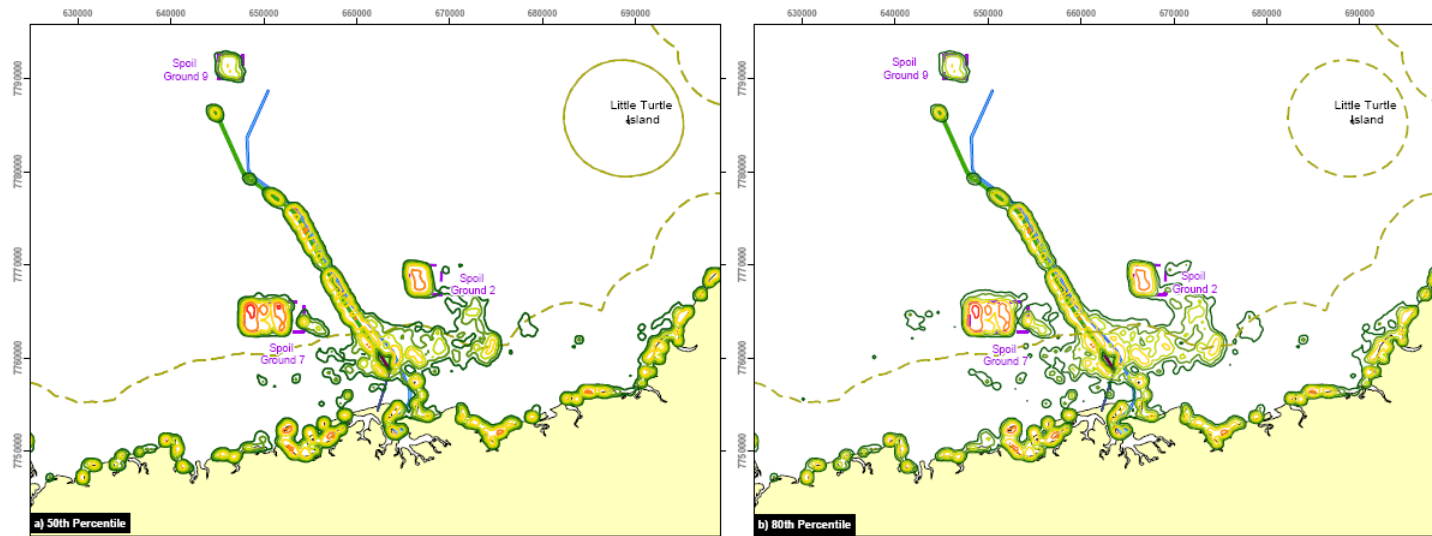 630000 640000 650000 660000 670000 680000 690000
630000 640000 650000 660000 670000 680000 690000
7790000
7780000
7770000
7760000
7750000
Spoil
Ground 9
Little Turtle
Island
Spoil
Ground 2
Spoil
Ground 7
a) 50th Percentile
7790000
7780000
7770000
7760000
7750000
Spoil
Ground 9
Little Turtle
Island
Spoil
Ground 2
Spoil
Ground 7
b) 80th Percentile